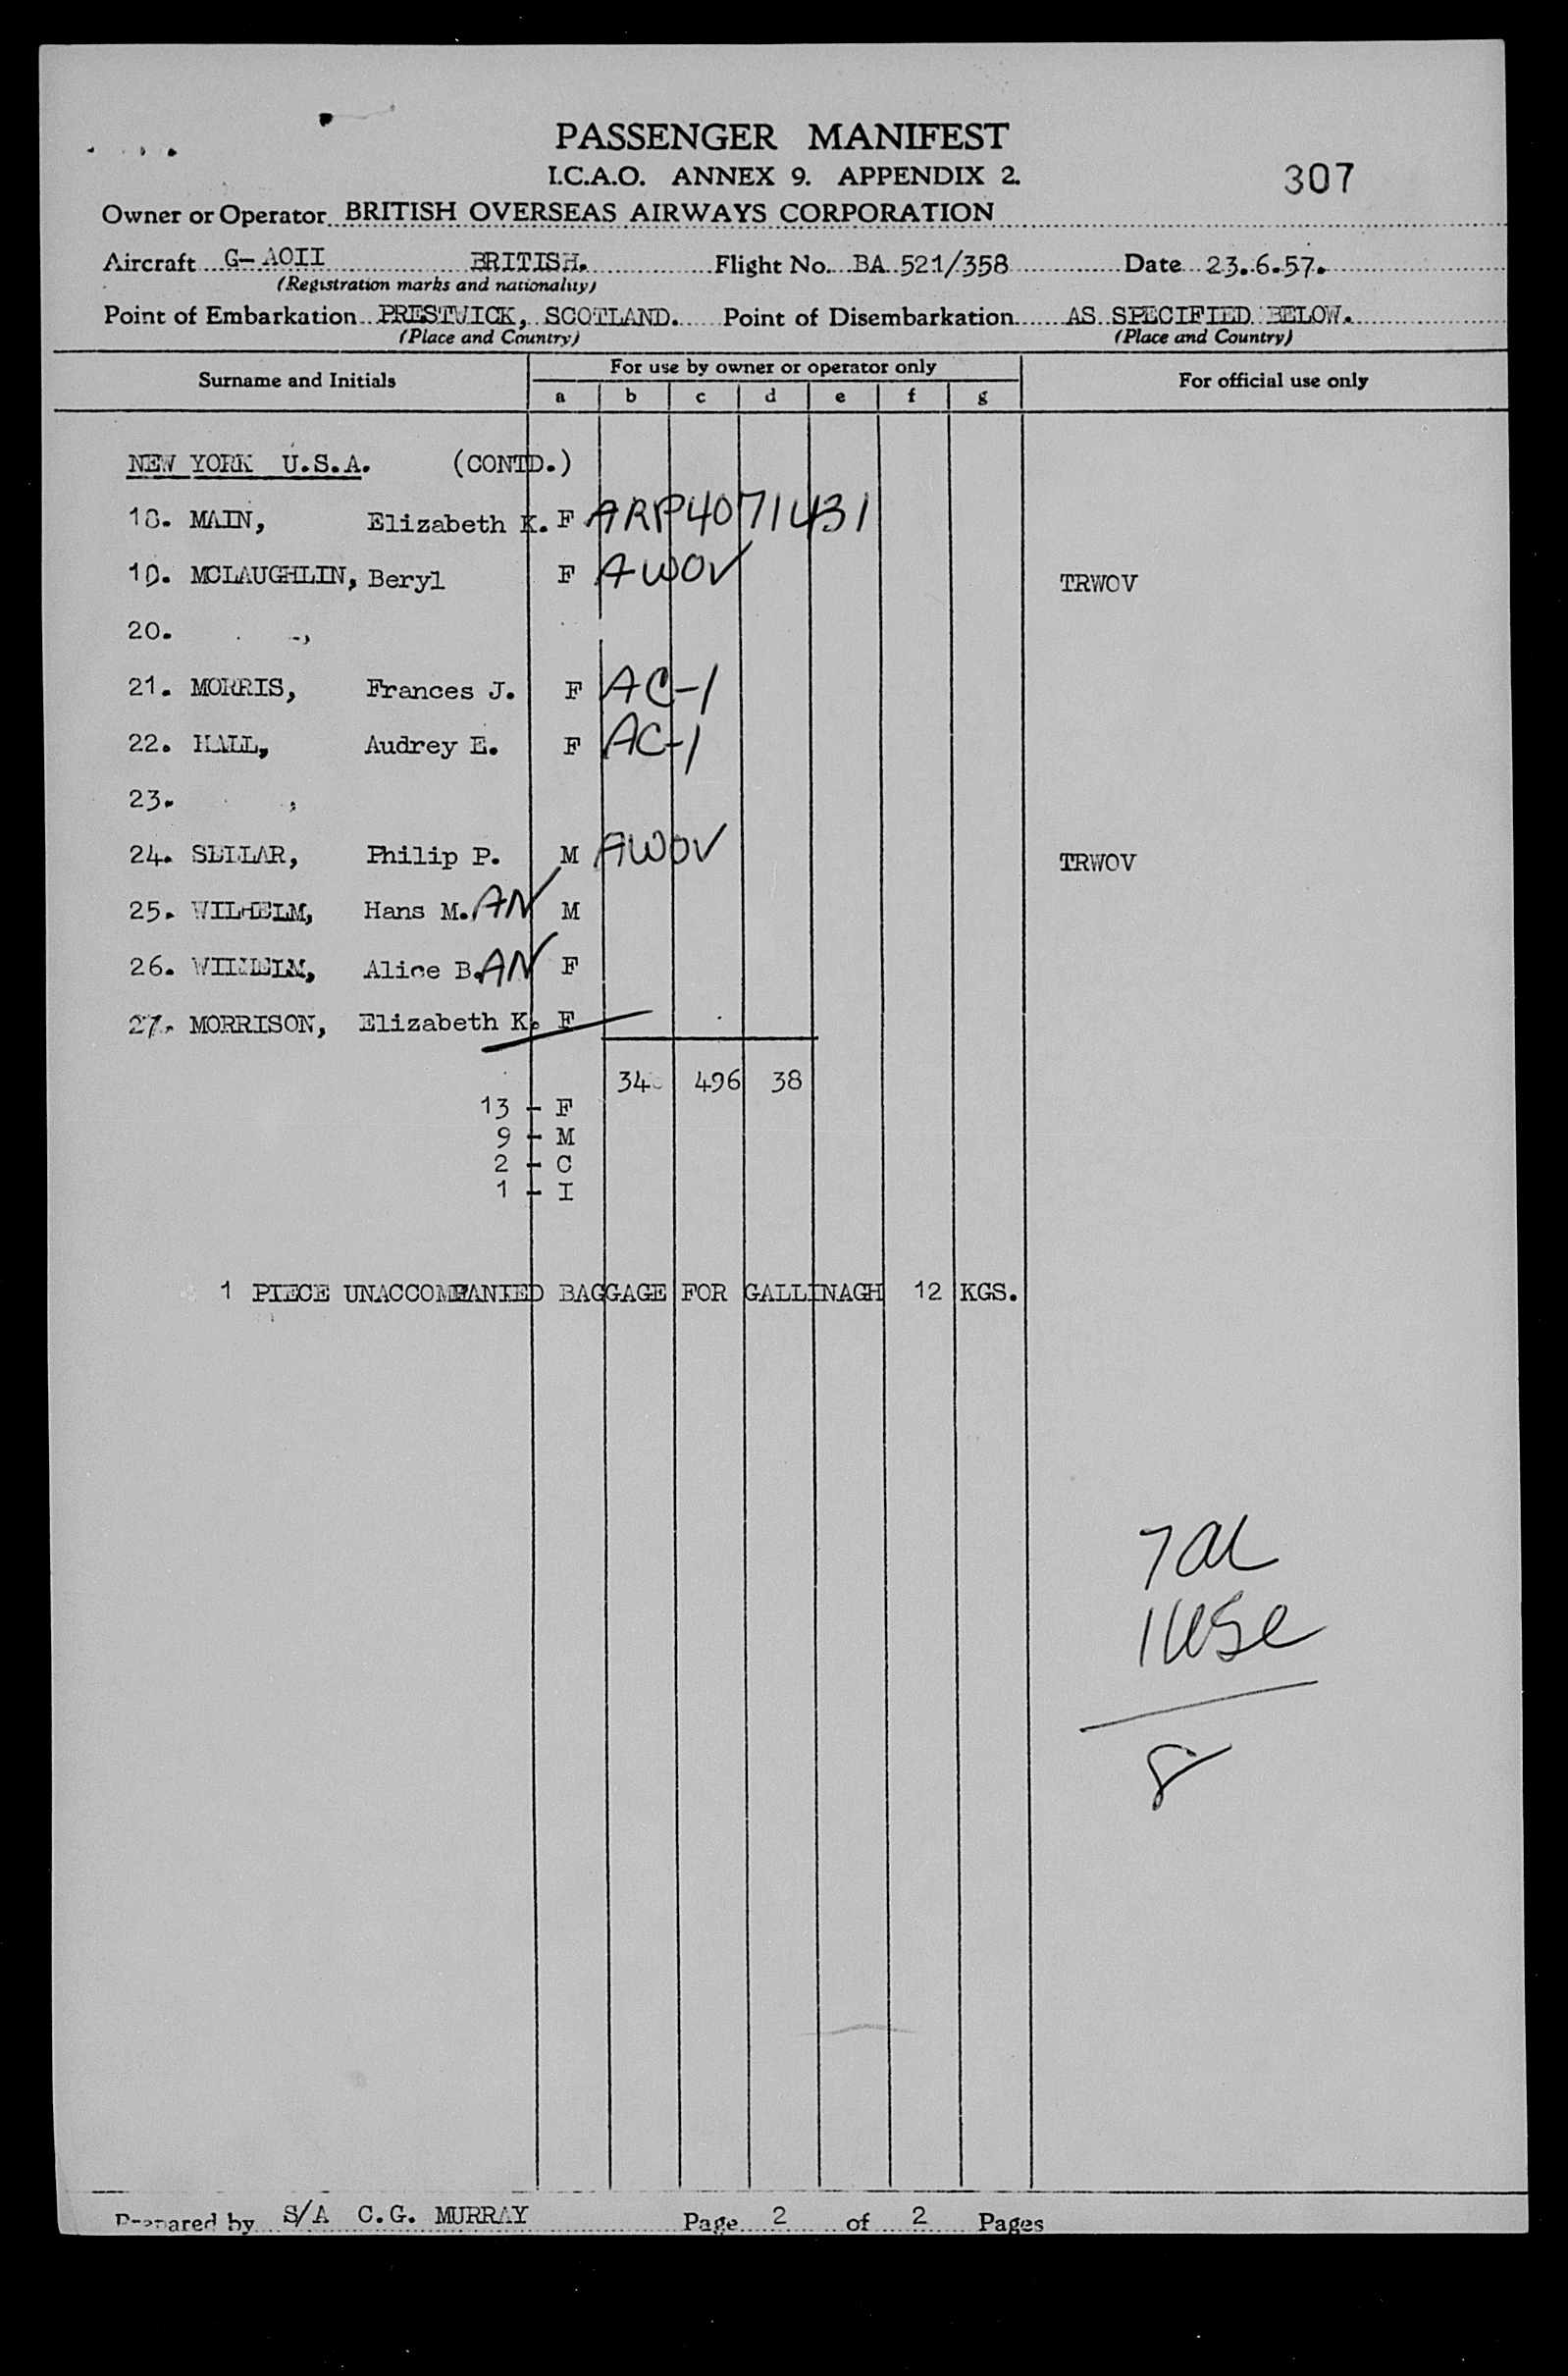 PASSENGER MANIFEST
I.C.A.O. ANNEX 9. APPENDIX 2.
307
Owner or Operator BRITISH OVERSEAS AIRWAYS CORPORATION
Aircraft G-AOII BRITISH. Flight No. BA 521/358 Date 23.6.57.
(Registration marks and nationality)
Point of Embarkation PRESTWICK, SCOTLAND. Point of Disembarkation AS SPECIFIED BELOW.
(Place and Country) (Place and Country)
Surname and Initials For use by owner or operator only For official use only
a b c d e f g
NEW YORK U.S.A. (CONTD.)
18. MAIN, Elizabeth K. F ARP4071431
19. MCLAUGHLIN, Beryl F AWOV TRWOV
20. -,
21. MORRIS, Frances J. F AC-1
22. HALL, Audrey E. F AC-1
23. ,
24. SELLAR, Philip P. M AWOV TRWOV
25. WILHELM, Hans M. AN M
26. WILHELM, Alice B. AN F
27. MORRISON, Elizabeth K. F
34 496 38
13 - F
9 - M
2 - C
1 - I
1 PIECE UNACCOMPANIED BAGGAGE FOR GALLINAGH 12 KGS.
7 al
1 USC
8
Prepared by S/A C.G. MURRAY Page 2 of 2 Pages